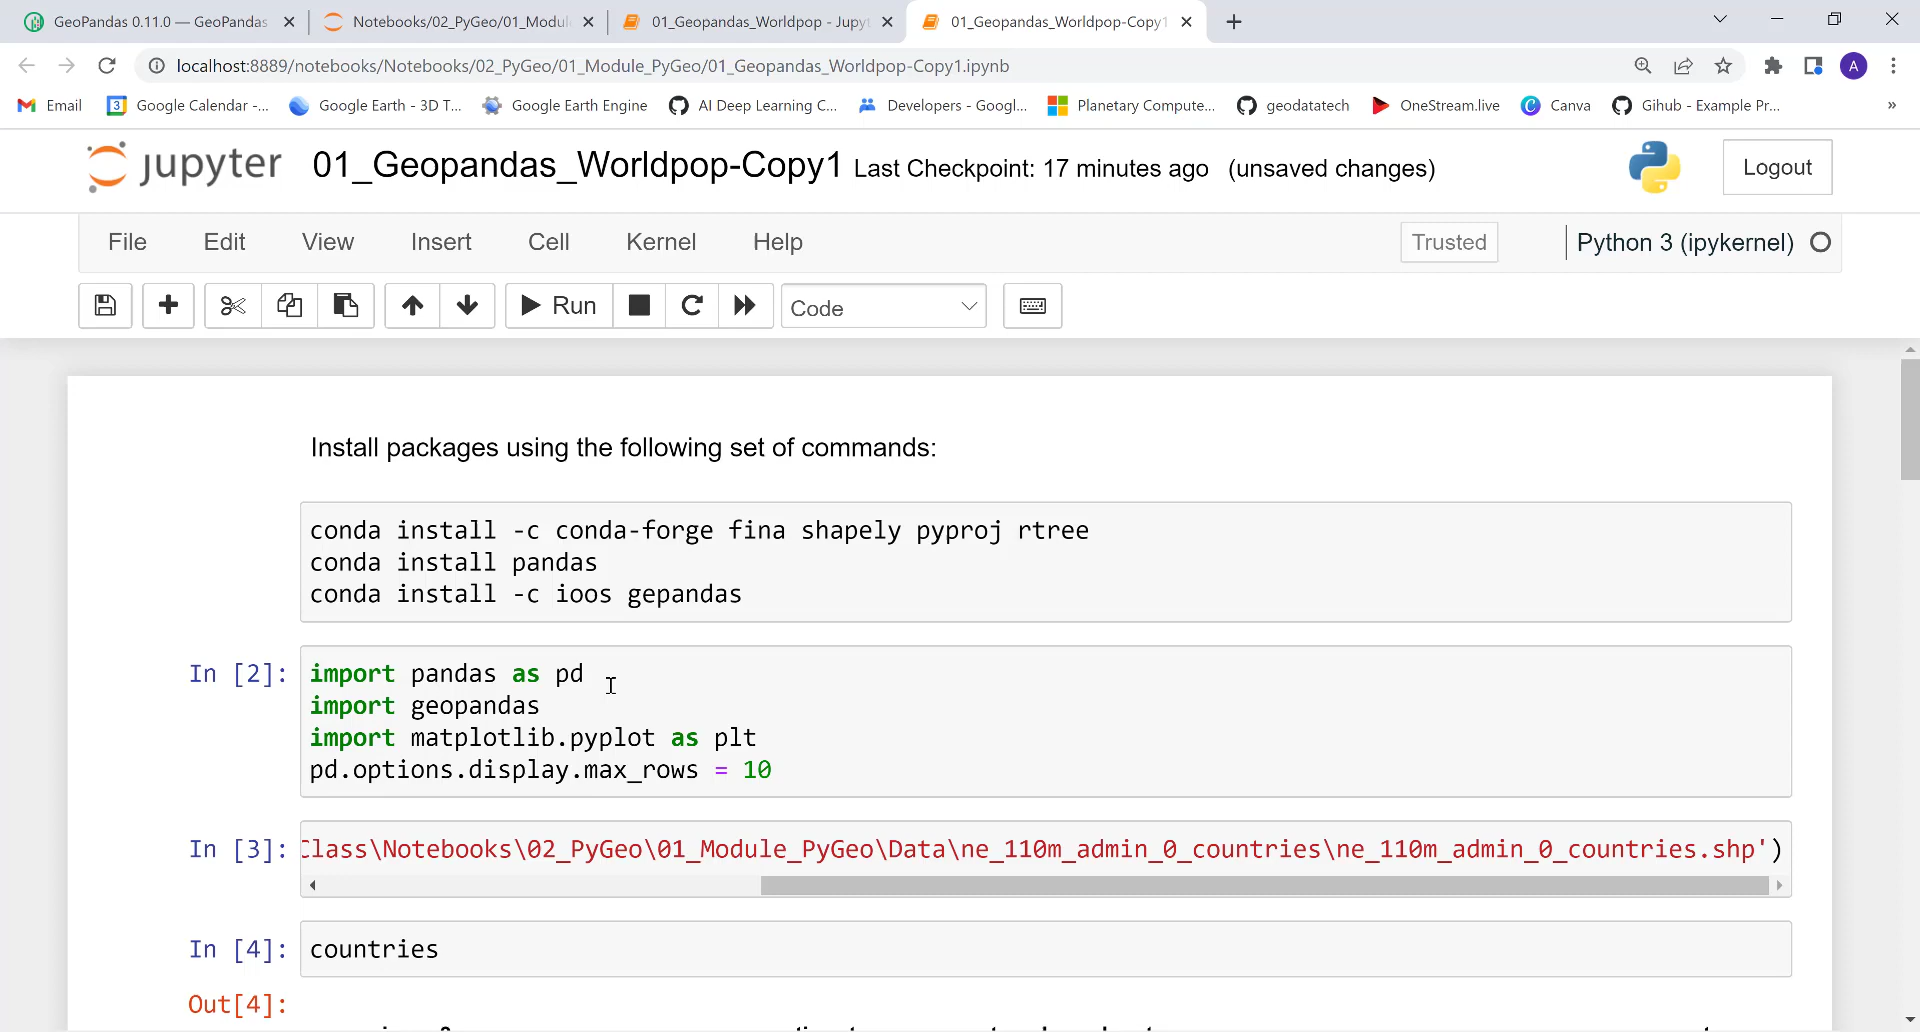 GeoPandas 0.11.0 — GeoPandas
Notebooks/02_PyGeo/01_Modul
01_Geopandas_Worldpop - Jupyt
01_Geopandas_Worldpop-Copy1
localhost:8889/notebooks/Notebooks/02_PyGeo/01_Module_PyGeo/01_Geopandas_Worldpop-Copy1.ipynb
A
Email
3 Google Calendar -...
Google Earth - 3D T...
Google Earth Engine
AI Deep Learning C...
Developers - Googl...
Planetary Compute...
geodatatech
OneStream.live
C Canva
Gihub - Example Pr...
»
jupyter 01_Geopandas_Worldpop-Copy1 Last Checkpoint: 17 minutes ago (unsaved changes)
Logout
File Edit View Insert Cell Kernel Help
Trusted
Python 3 (ipykernel)
Run
Code
Install packages using the following set of commands:
conda install -c conda-forge fina shapely pyproj rtree
conda install pandas
conda install -c ioos gepandas
In [2]: import pandas as pd
import geopandas
import matplotlib.pyplot as plt
pd.options.display.max_rows = 10
In [3]: Class\Notebooks\02_PyGeo\01_Module_PyGeo\Data\ne_110m_admin_0_countries\ne_110m_admin_0_countries.shp')
In [4]: countries
Out[4]: